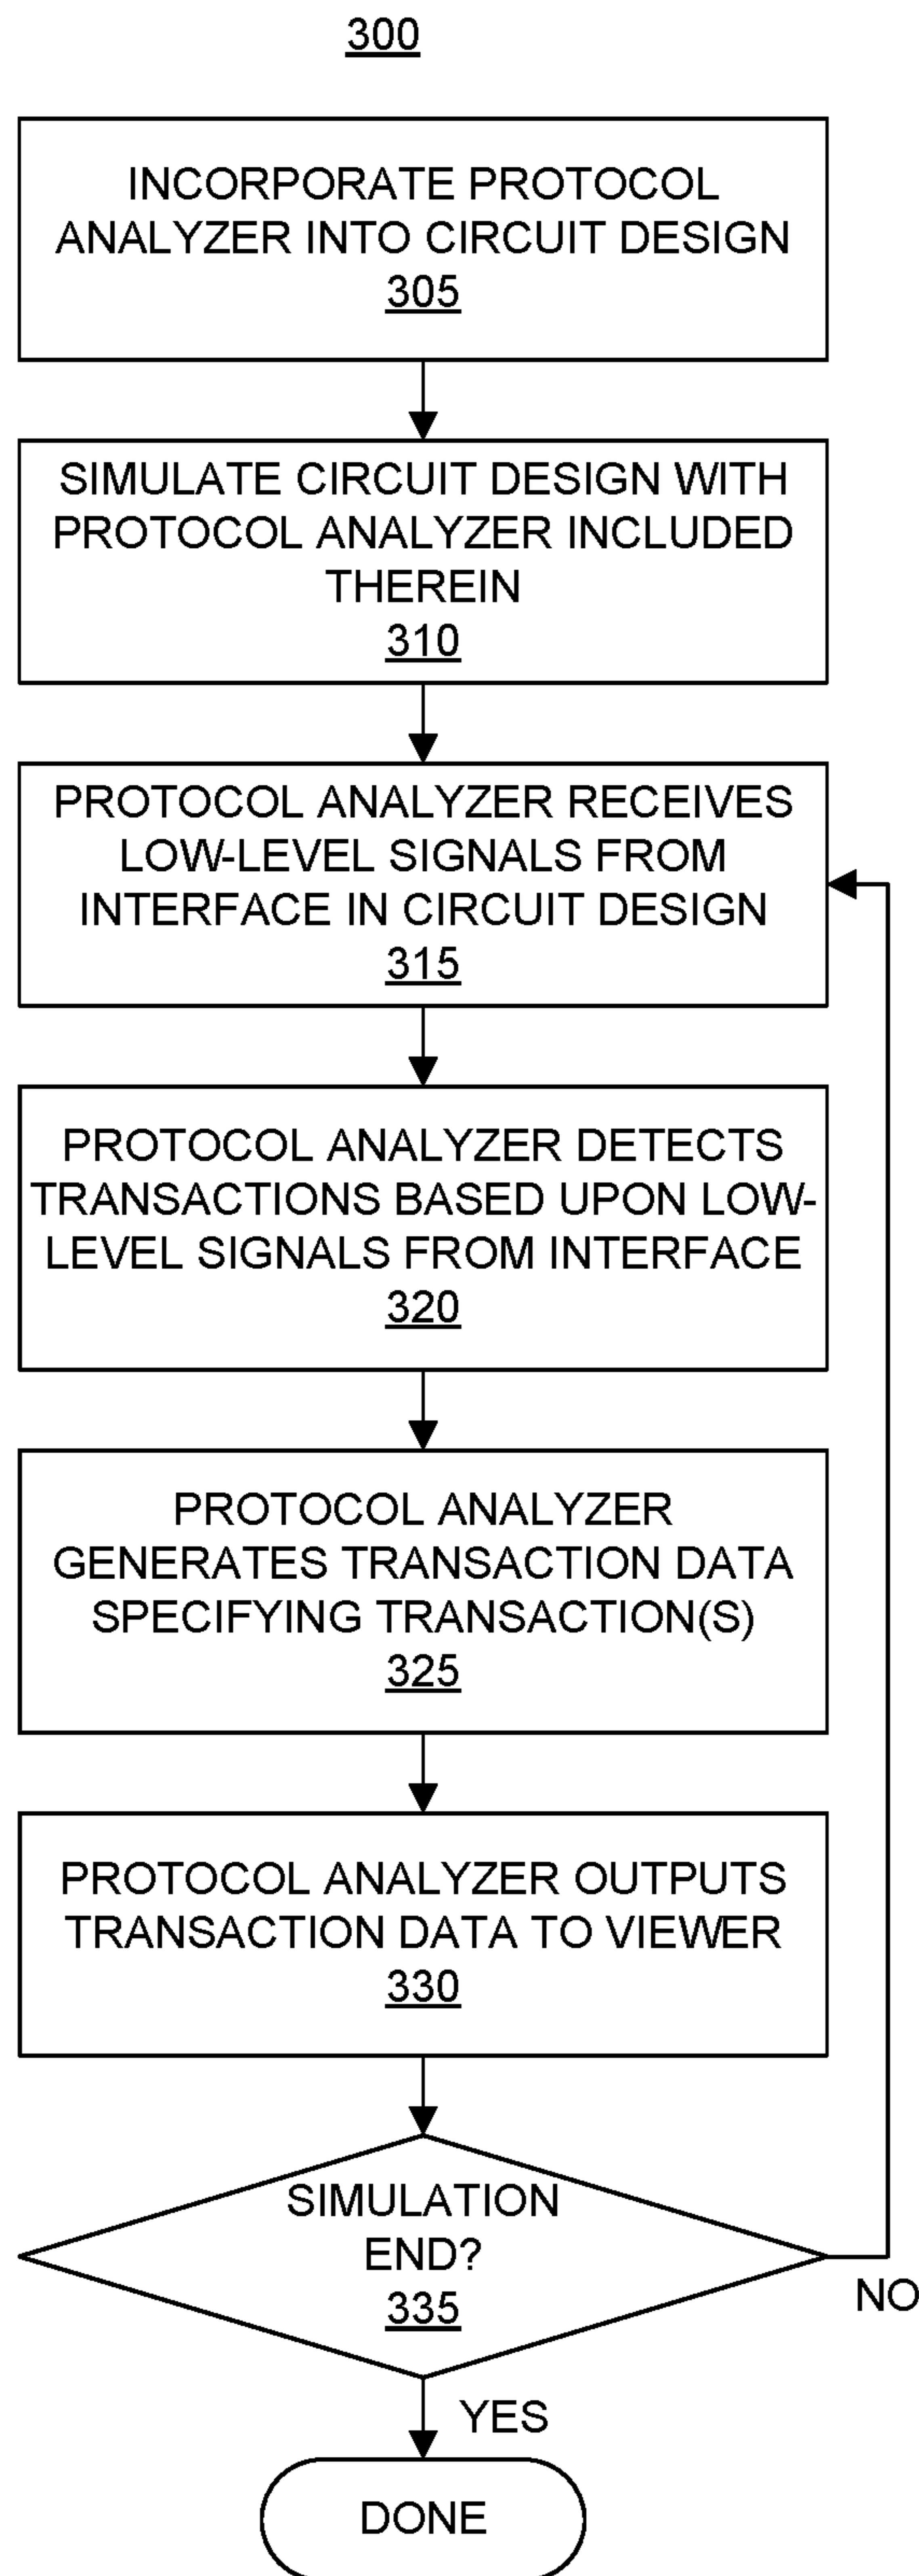 300
INCORPORATE PROTOCOL
ANALYZER INTO CIRCUIT DESIGN
305
SIMULATE CIRCUIT DESIGN WITH
PROTOCOL ANALYZER INCLUDED
THEREIN
310
PROTOCOL ANALYZER RECEIVES
LOW-LEVEL SIGNALS FROM
INTERFACE IN CIRCUIT DESIGN
315
PROTOCOL ANALYZER DETECTS
TRANSACTIONS BASED UPON LOW-
LEVEL SIGNALS FROM INTERFACE
320
PROTOCOL ANALYZER
GENERATES TRANSACTION DATA
SPECIFYING TRANSACTION(S)
325
PROTOCOL ANALYZER OUTPUTS
TRANSACTION DATA TO VIEWER
330
SIMULATION
END?
335
NO
YES
DONE